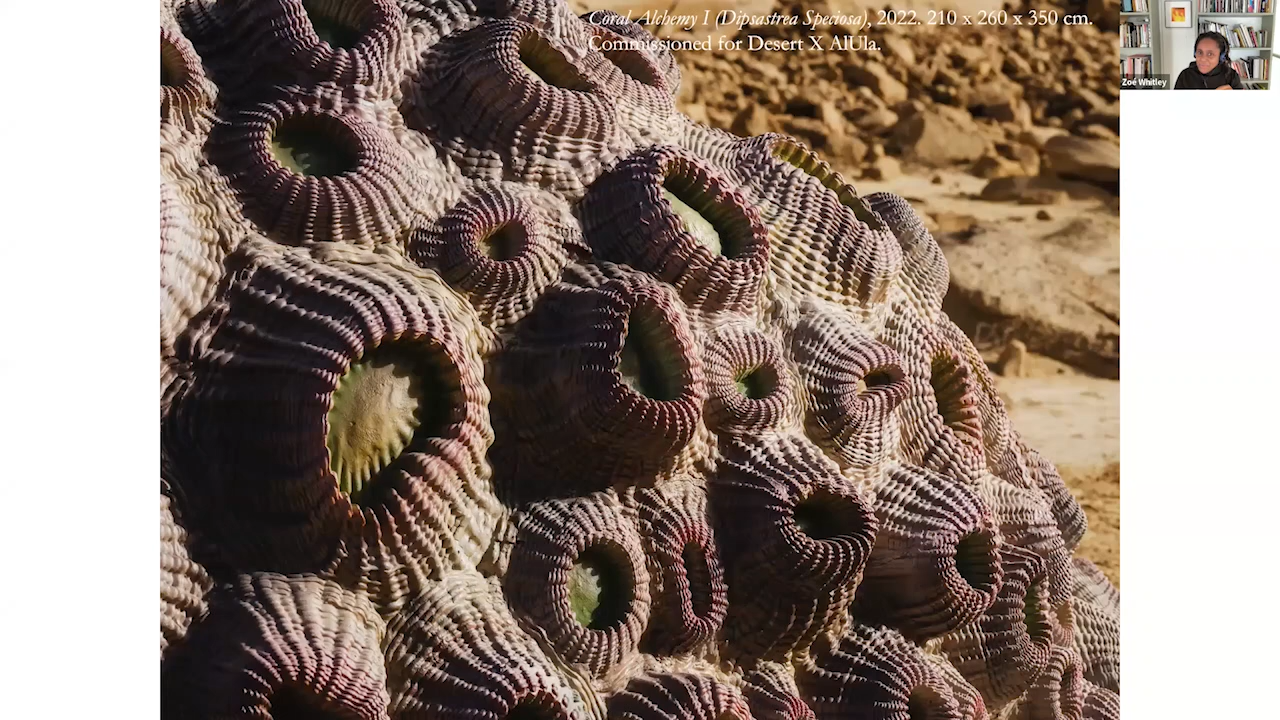 Coral Alchemy I (Dipsastrea Speciosa), 2022. 210 x 260 x 350 cm.
Commissioned for Desert X AlUla.
Zoé Whitley